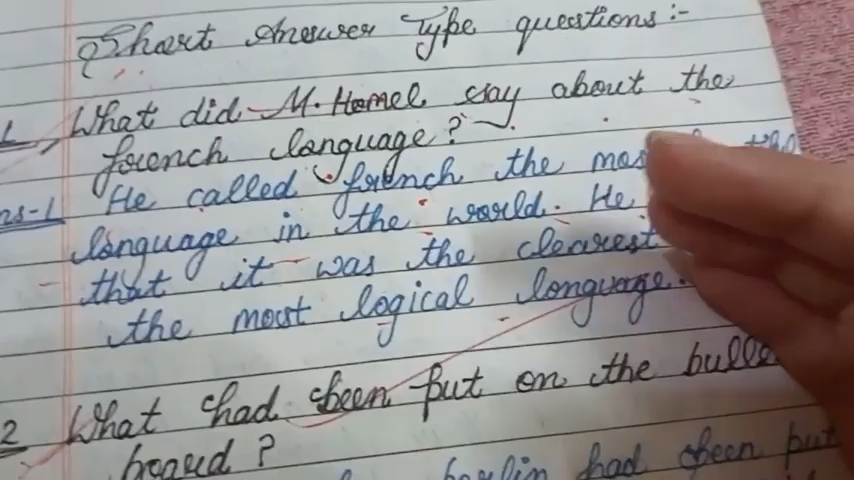 Short Answer Type questions:-
1. What did M. Hamel say about the
french language?
Ans-1 He called french the most
language in the world. He
that it was the clearest
the most logical language.
2 What had been put on the
board?
berlin had been put